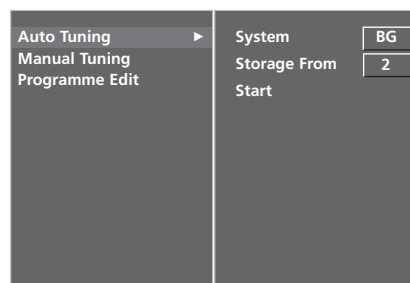 Auto Tuning ►
Manual Tuning
Programme Edit
System BG
Storage From 2
Start